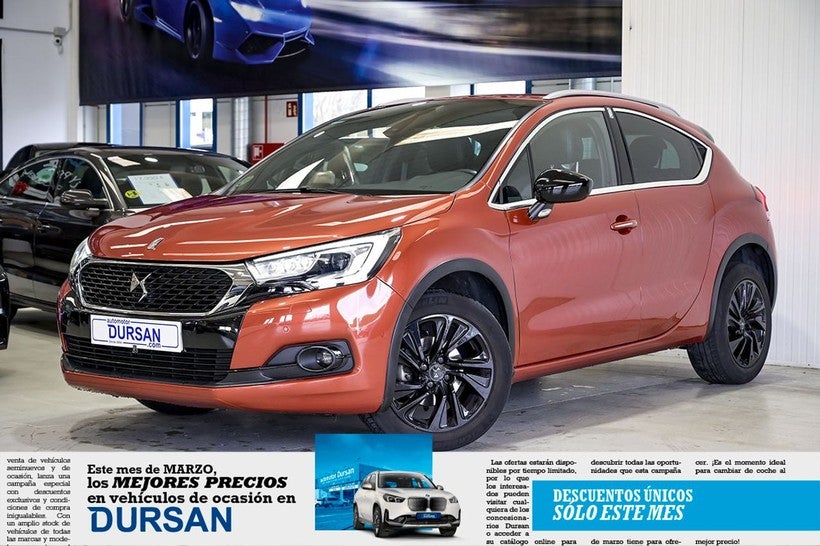 automotor
DURSAN
.com
venta de vehículos
seminuevos y de
ocasión, lanza una
campaña especial
con descuentos
exclusivos y condi-
ciones de compra
inigualables. Con
un amplio stock de
vehículos de todas
las marcas y mode-
Este mes de MARZO,
los MEJORES PRECIOS
en vehículos de ocasión en
DURSAN
automotor Dursan
Las ofertas estarán dispo-
nibles por tiempo limitado,
por lo que
los interesa-
dos pueden
visitar cual-
quiera de los
concesiona-
rios Dursan
o acceder a
su catálogo online para
descubrir todas las oportu-
nidades de esta campaña
cer. ¡Es el momento ideal
para cambiar de coche al
DESCUENTOS ÚNICOS
SÓLO ESTE MES
de marzo tiene para ofre-
mejor precio!